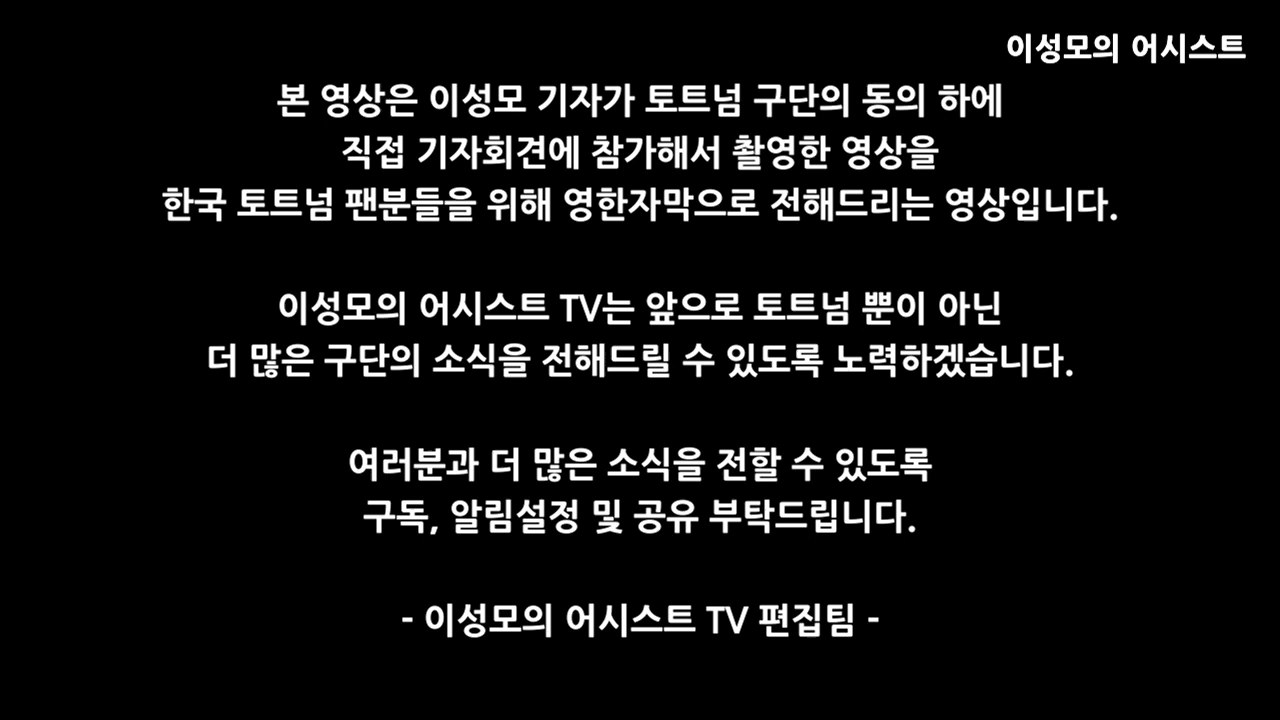 이성모의 어시스트
본 영상은 이성모 기자가 토트넘 구단의 동의 하에
직접 기자회견에 참가해서 촬영한 영상을
한국 토트넘 팬분들을 위해 영한자막으로 전해드리는 영상입니다.
이성모의 어시스트 TV는 앞으로 토트넘 뿐이 아닌
더 많은 구단의 소식을 전해드릴 수 있도록 노력하겠습니다.
여러분과 더 많은 소식을 전할 수 있도록
구독, 알림설정 및 공유 부탁드립니다.
- 이성모의 어시스트 TV 편집팀 -